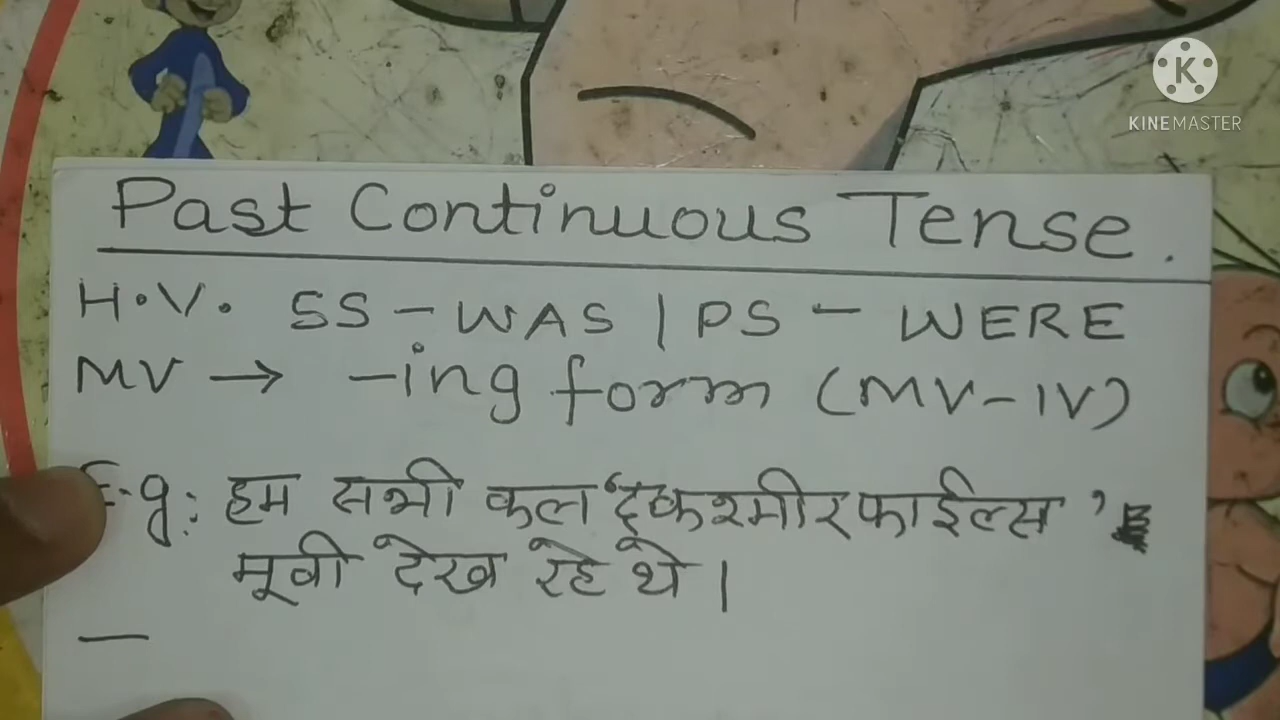 K
KINEMASTER
Past Continuous Tense.
H.V. SS - WAS | PS - WERE
MV → -ing form (MV-IV)
E.g: हम सभी कल 'द कश्मीर फाईल्स'
मूवी देख रहे थे।
—